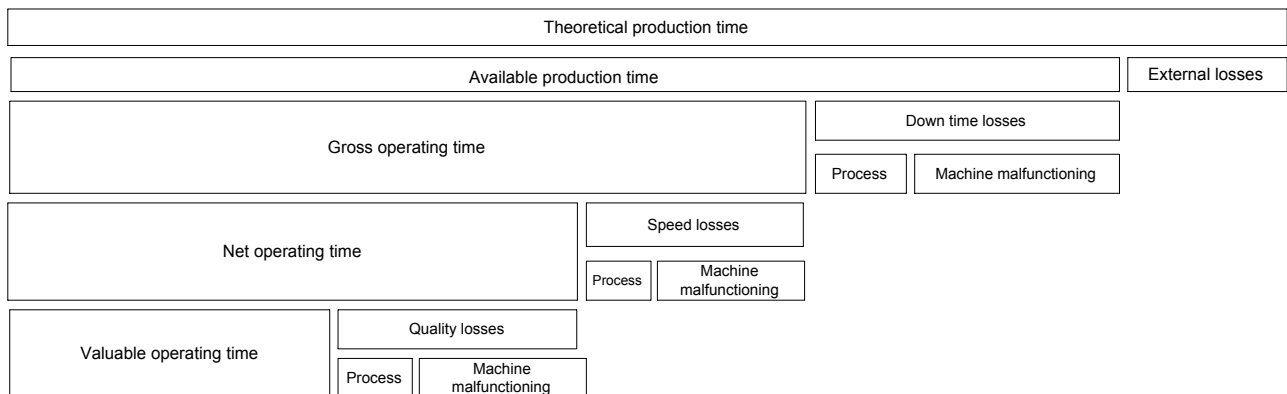 Theoretical production time
Available production time
External losses
Gross operating time
Down time losses
Process
Machine malfunctioning
Net operating time
Speed losses
Process
Machine
malfunctioning
Valuable operating time
Quality losses
Process
Machine
malfunctioning